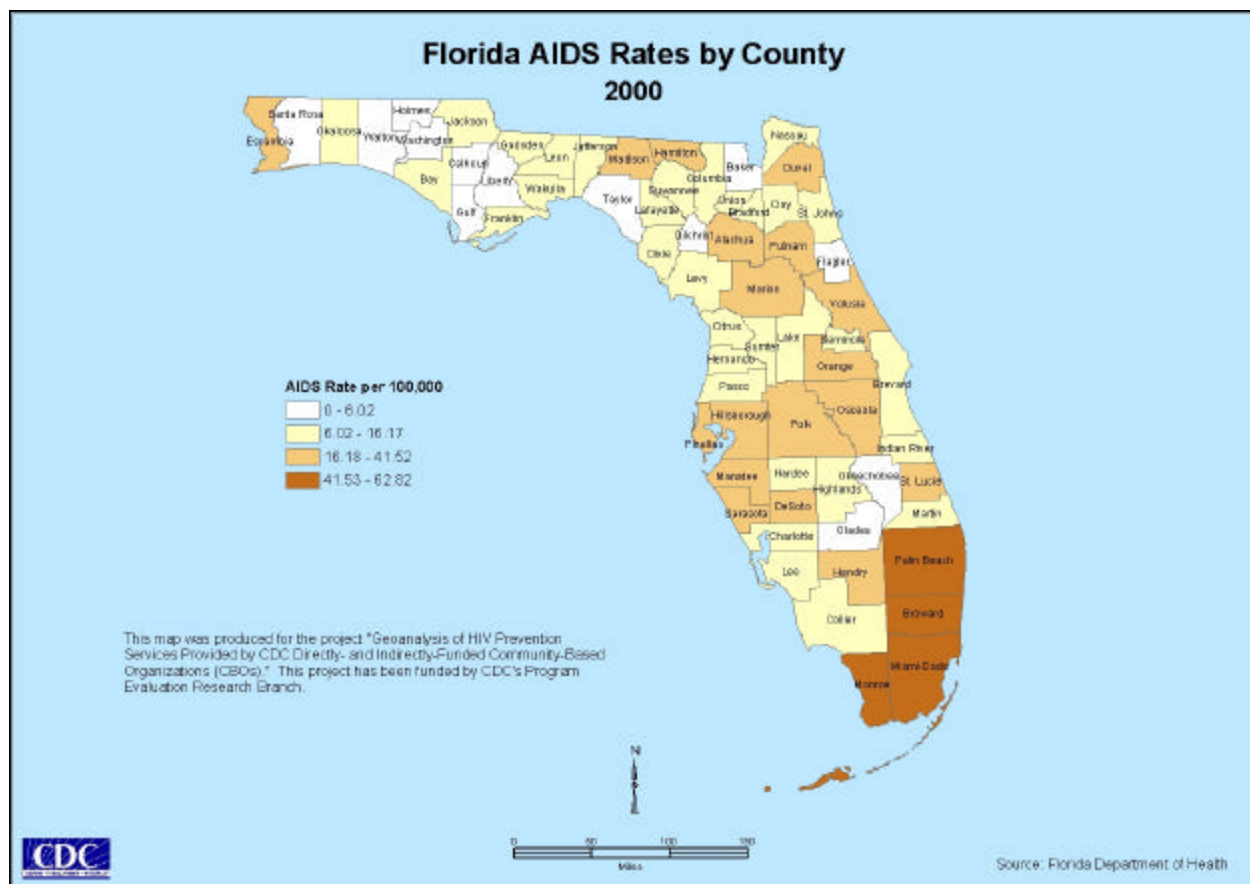 Florida AIDS Rates by County
2000
Santa Rosa
Escambia
Okaloosa
Walton
Holmes
Washington
Jackson
Bay
Calhoun
Gulf
Liberty
Gadsden
Franklin
Leon
Wakulla
Jefferson
Madison
Taylor
Hamilton
Suwannee
Lafayette
Columbia
Dixie
Gilchrist
Baker
Union
Bradford
Nassau
Duval
Clay
St. Johns
Alachua
Putnam
Flagler
Levy
Marion
Volusia
Citrus
Sumter
Lake
Seminole
Hernando
Orange
Pasco
Brevard
Osceola
Hillsborough
Polk
Pinellas
Indian River
Manatee
Hardee
Okeechobee
St. Lucie
Highlands
Sarasota
DeSoto
Martin
Charlotte
Glades
Lee
Hendry
Palm Beach
Collier
Broward
Miami-Dade
Monroe
AIDS Rate per 100,000
0 - 6.02
6.02 - 16.17
16.18 - 41.52
41.53 - 62.82
This map was produced for the project "Geoanalysis of HIV Prevention
Services Provided by CDC Directly- and Indirectly-Funded Community-Based
Organizations (CBOs)." This project has been funded by CDC's Program
Evaluation Research Branch.
N
0 50 100 150
Miles
CDC
Source: Florida Department of Health